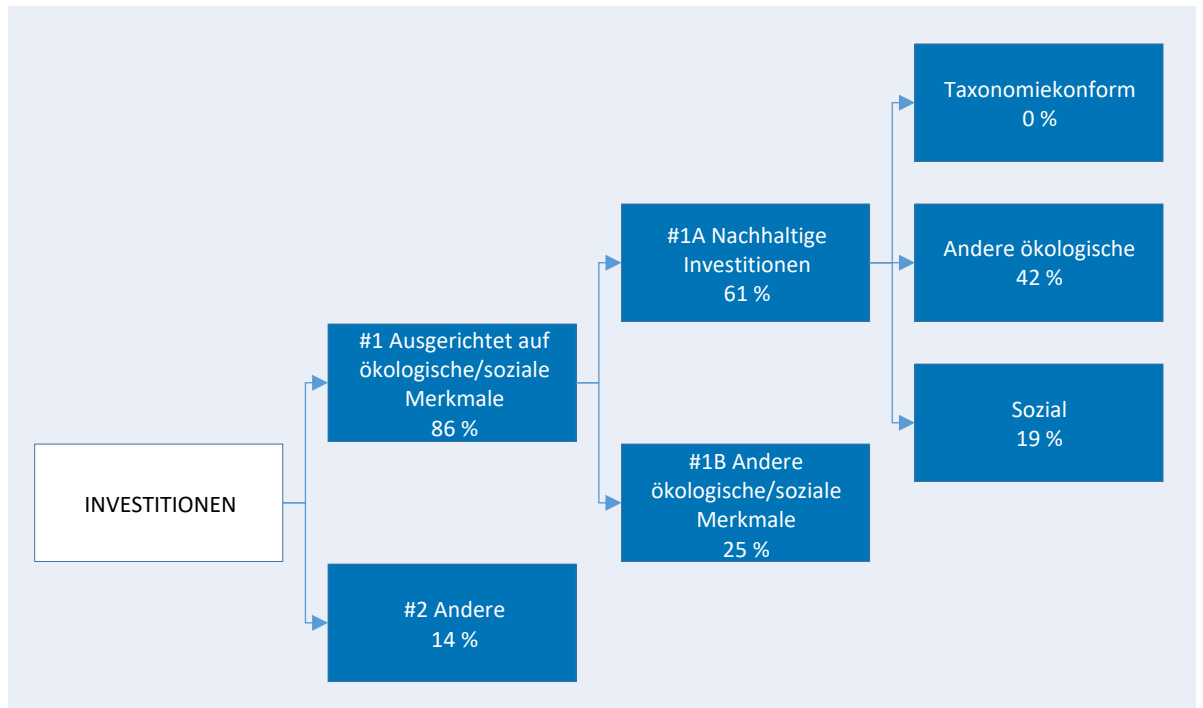 INVESTITIONEN
#1 Ausgerichtet auf
ökologische/soziale
Merkmale
86 %
#2 Andere
14 %
#1A Nachhaltige
Investitionen
61 %
#1B Andere
ökologische/soziale
Merkmale
25 %
Taxonomiekonform
0 %
Andere ökologische
42 %
Sozial
19 %